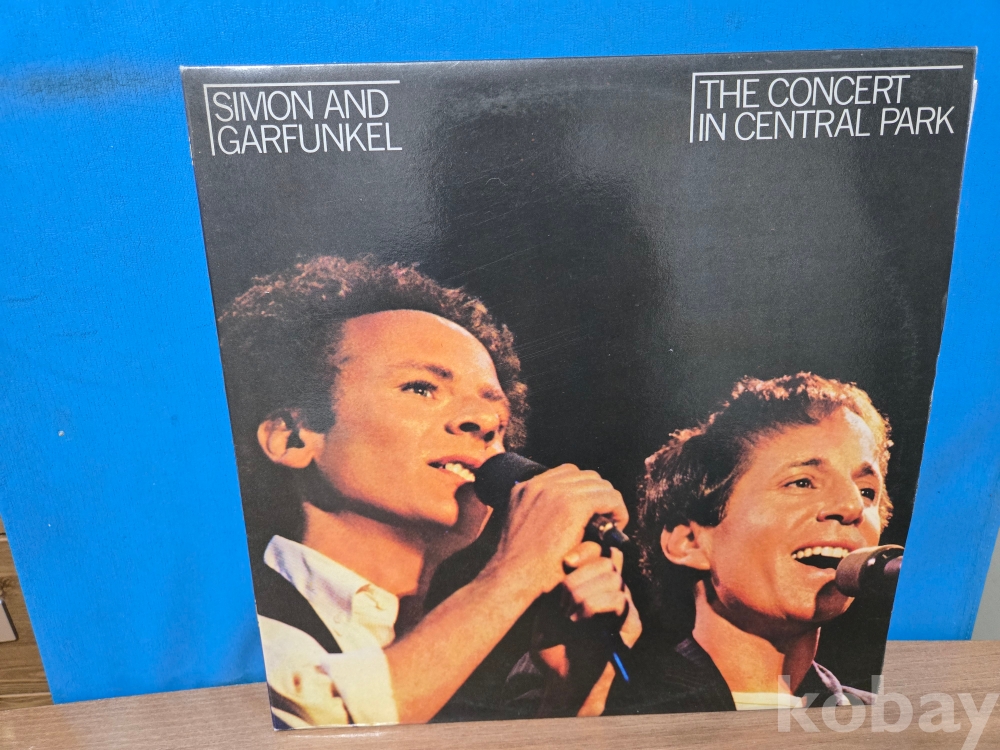 SIMON AND
GARFUNKEL
THE CONCERT
IN CENTRAL PARK
kobay